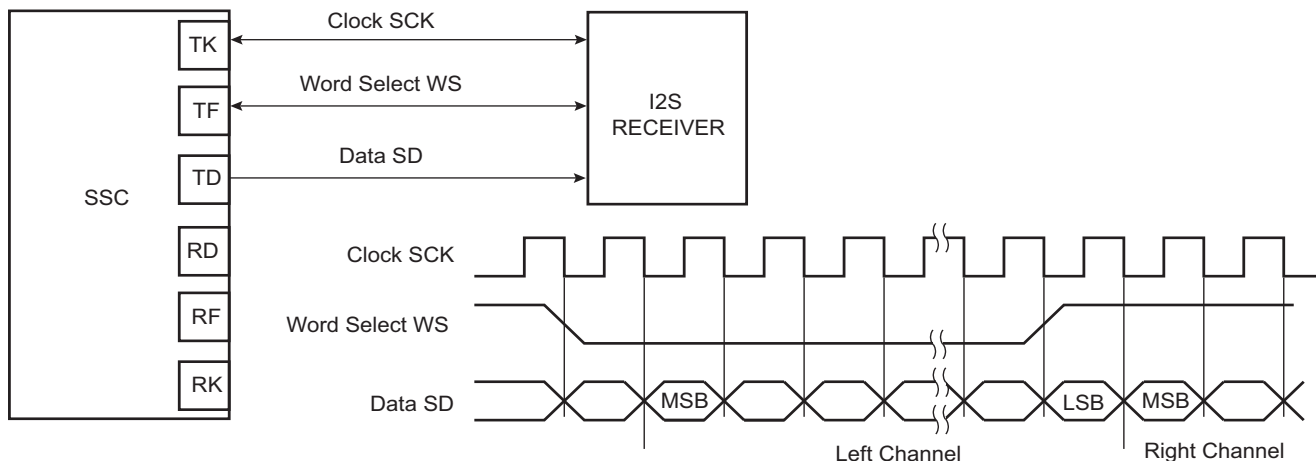 Clock SCK
TK
Word Select WS
TF
I2S
RECEIVER
Data SD
TD
SSC
RD
RF
RK
Clock SCK
Word Select WS
Data SD
MSB
LSB
MSB
Left Channel
Right Channel